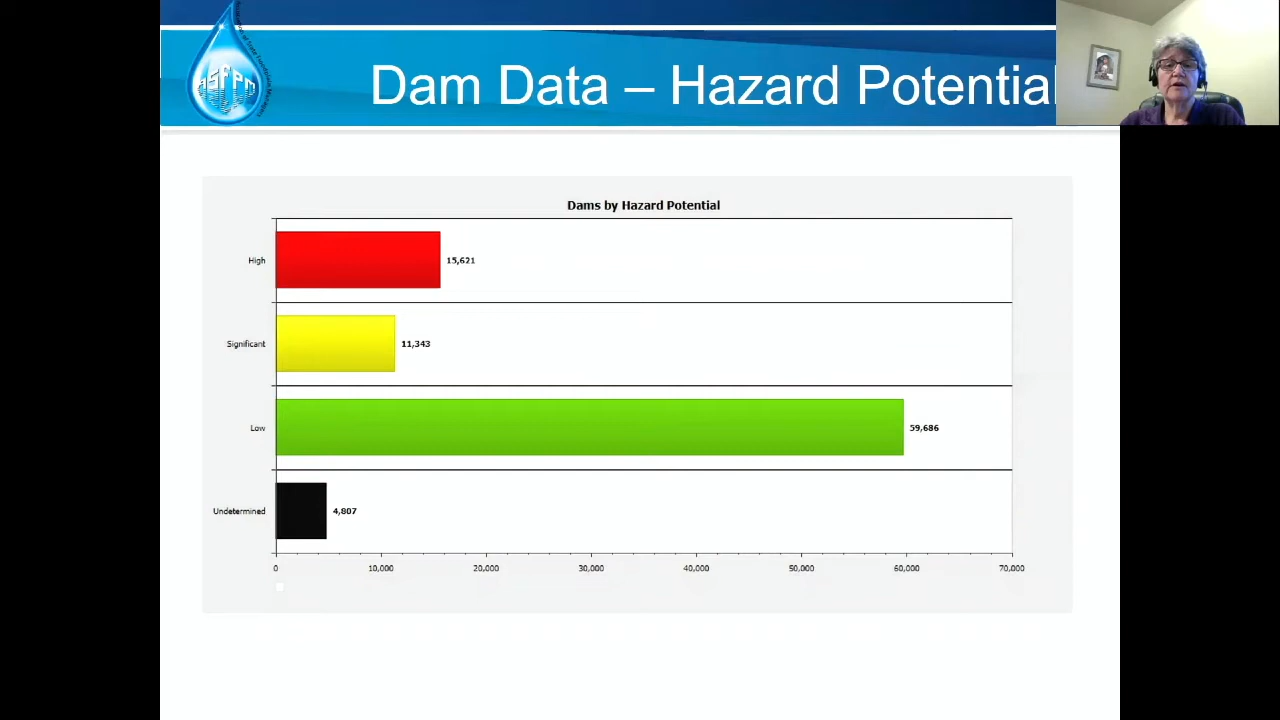 ASFPM
Dam Data – Hazard Potential
Dams by Hazard Potential
High
15,621
Significant
11,343
Low
59,686
Undetermined
4,807
0 10,000 20,000 30,000 40,000 50,000 60,000 70,000